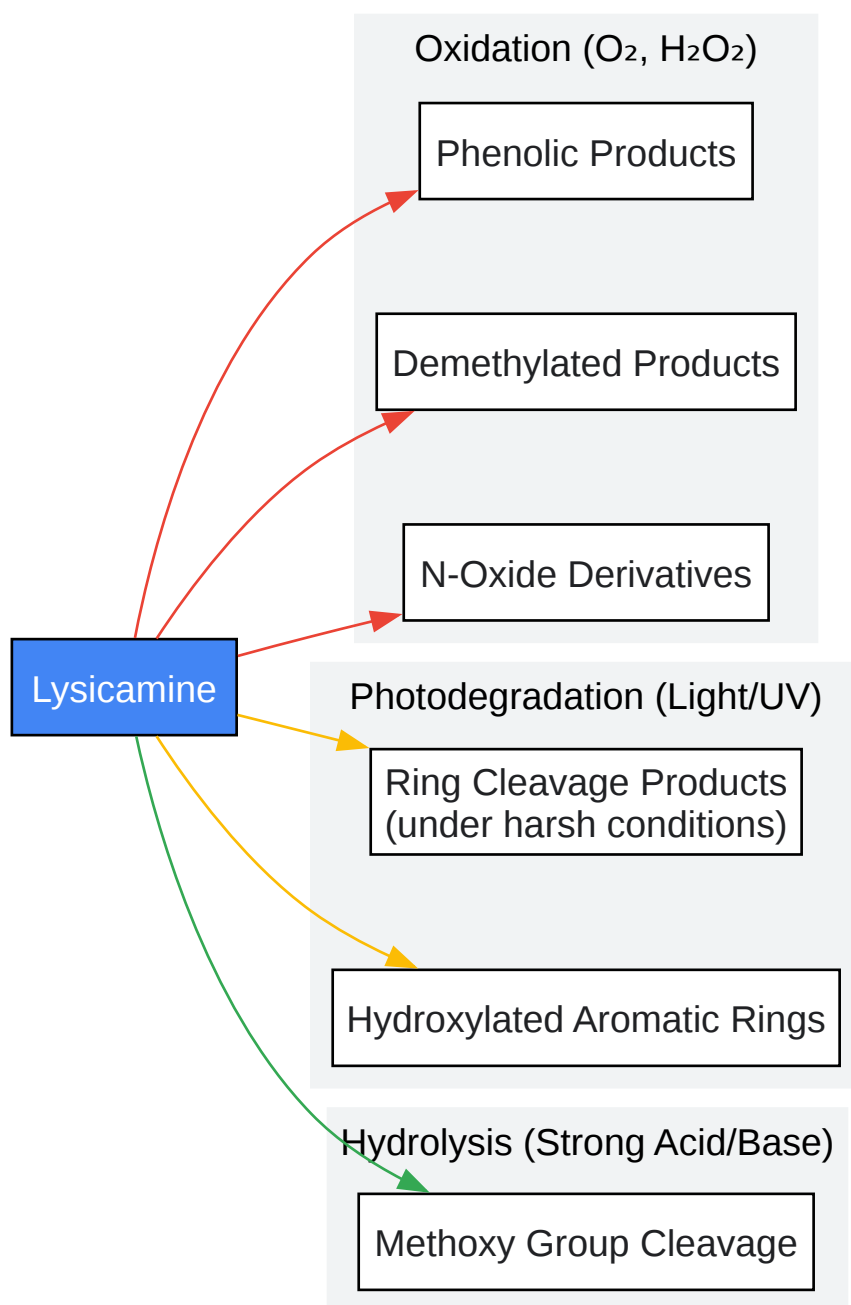 Oxidation (O₂, H₂O₂)
Phenolic Products
Demethylated Products
N-Oxide Derivatives
Lysicamine
Photodegradation (Light/UV)
Ring Cleavage Products
(under harsh conditions)
Hydroxylated Aromatic Rings
Hydrolysis (Strong Acid/Base)
Methoxy Group Cleavage